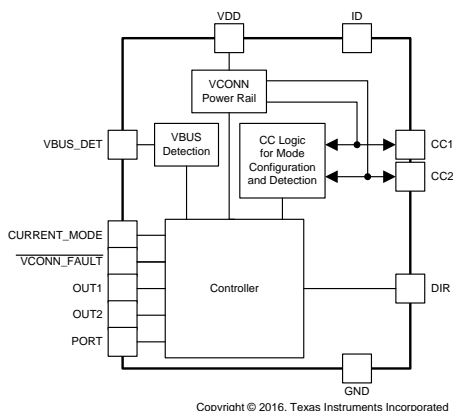 VDD
ID
VCONN
Power Rail
VBUS_DET
VBUS
Detection
CC Logic
for Mode
Configuration
and Detection
CC1
CC2
CURRENT_MODE
VCONN_FAULT
OUT1
OUT2
PORT
Controller
DIR
GND
Copyright © 2016, Texas Instruments Incorporated